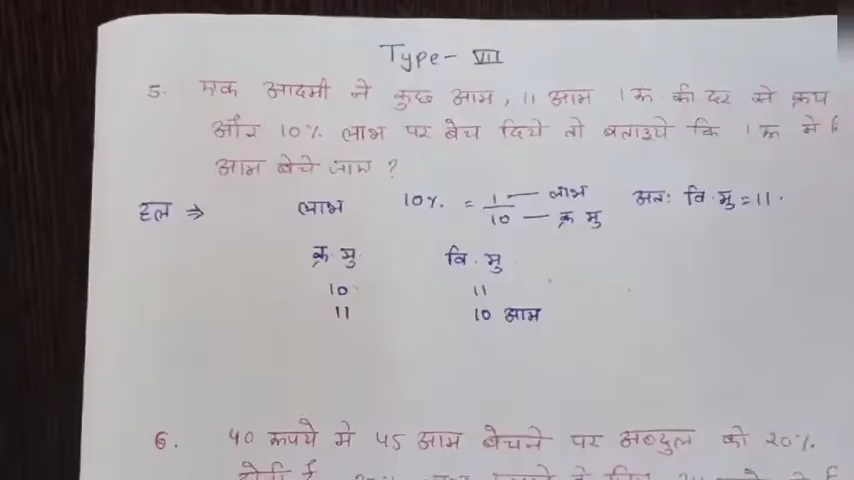 Type- VII
5. एक आदमी ने कुछ आम, 11 आम 1 रू. की दर से क्रय
और 10% लाभ पर बेच दिये तो बताइये कि 1 रू मे
आम बेचे जाए ?
हल ⇒ लाभ 10% = 1/10 — लाभ — क्र मु अतः वि.मु = 11.
क्र.मु. वि.मु
10 11
11 10 आम
6. 40 रूपये मे 45 आम बेचने पर अब्दुल को 20%.